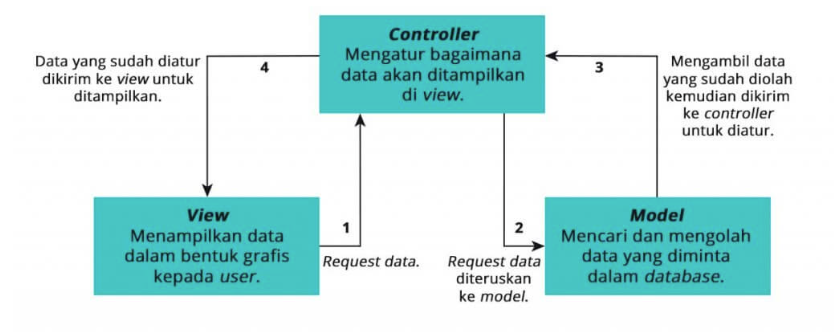 Controller
Mengatur bagaimana
data akan ditampilkan
di view.
Data yang sudah diatur
dikirim ke view untuk
ditampilkan.
4
3
Mengambil data
yang sudah diolah
kemudian dikirim
ke controller
untuk diatur.
View
Menampilkan data
dalam bentuk grafis
kepada user.
1
Request data.
2
Request data
diteruskan
ke model.
Model
Mencari dan mengolah
data yang diminta
dalam database.